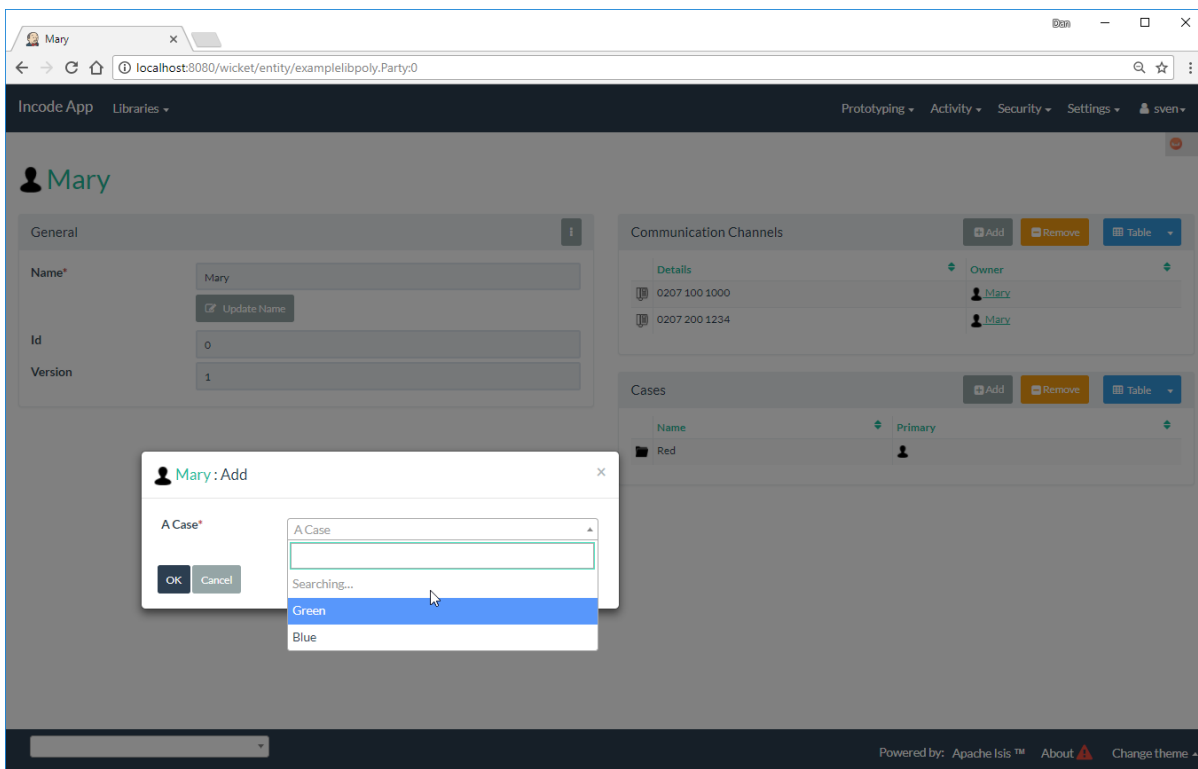 Mary
Dan
localhost:8080/wicket/entity/examplelibpoly.Party:0
Incode App Libraries Prototyping Activity Security Settings sven
Mary
General
Name*
Mary
Update Name
Id
0
Version
1
Communication Channels Add Remove Table
Details Owner
0207 100 1000 Mary
0207 200 1234 Mary
Cases Add Remove Table
Name Primary
Red
Mary : Add ×
A Case*
A Case
Searching...
Green
Blue
OK Cancel
Powered by: Apache Isis ™ About Change theme